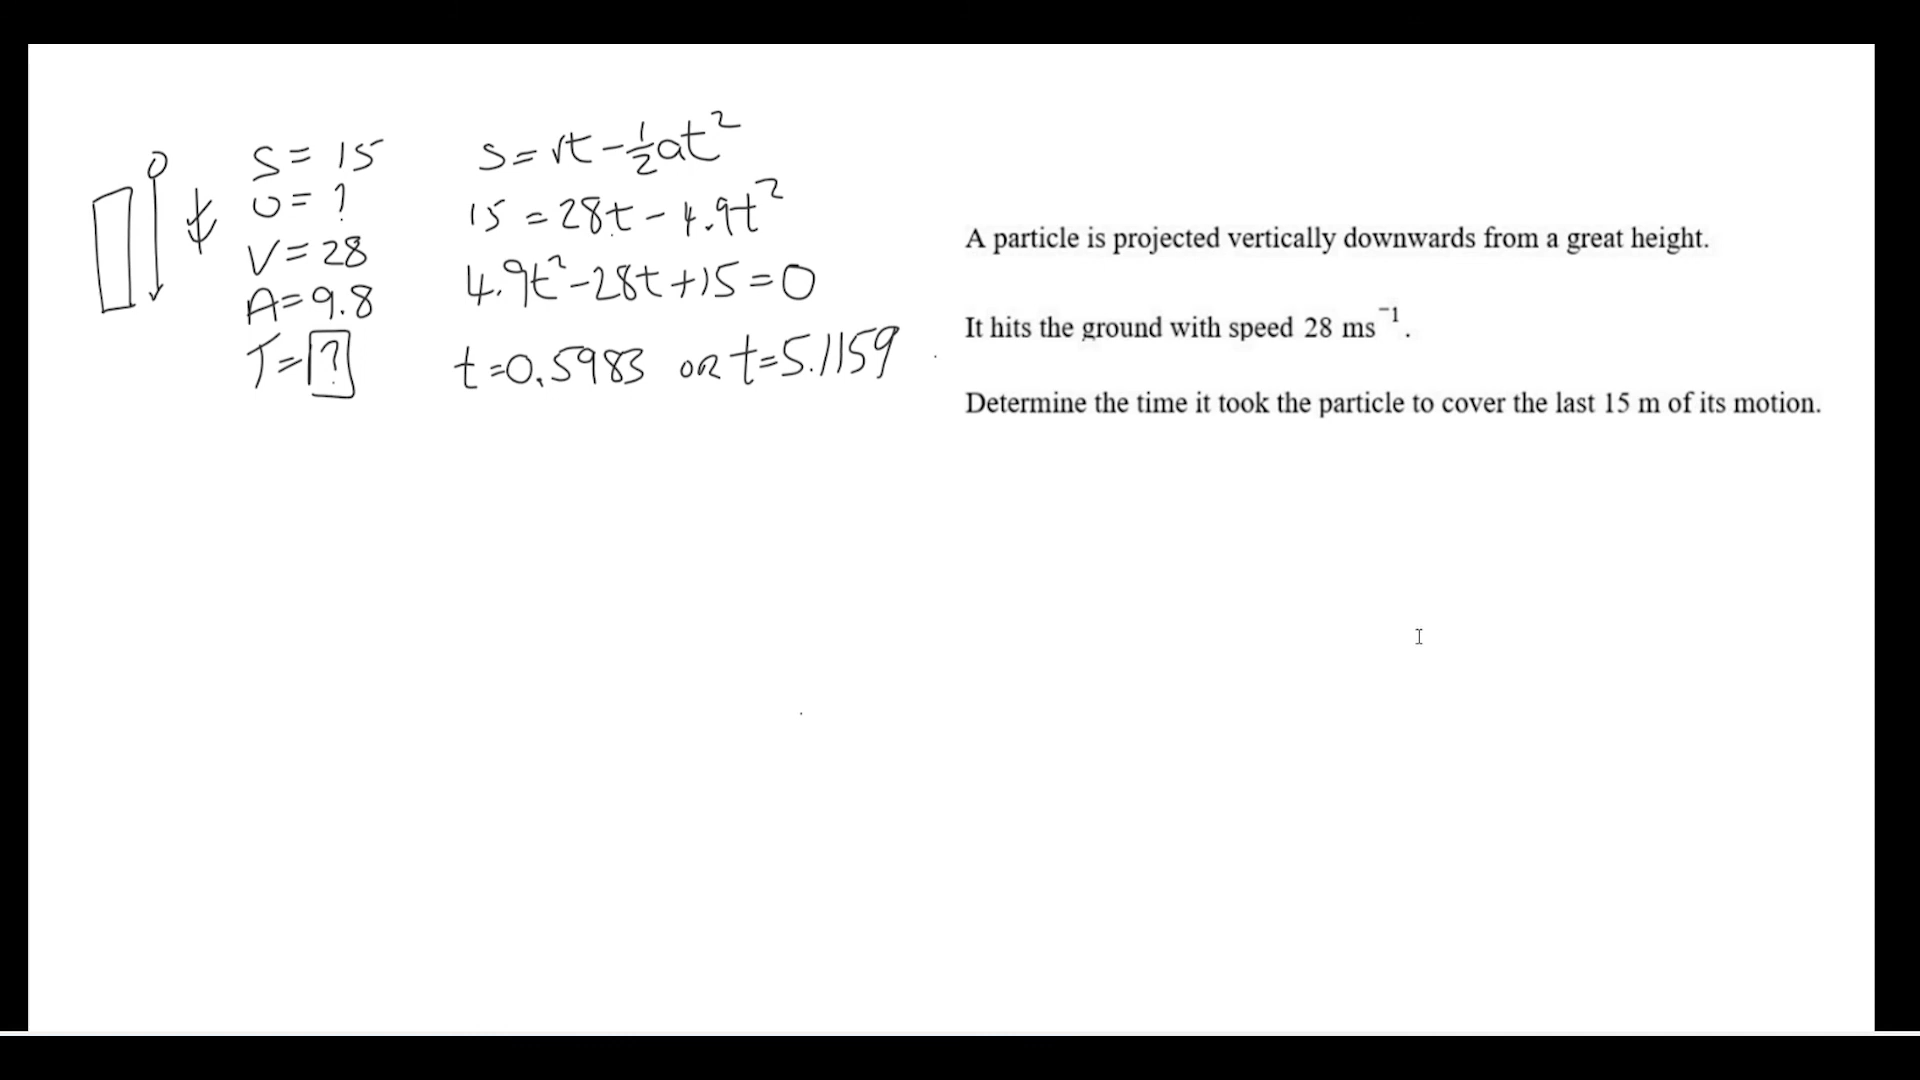 S = 15
U = ?
V = 28
A = 9.8
T = ?
s = vt - ½at²
15 = 28t - 4.9t²
4.9t² - 28t + 15 = 0
t = 0.5983 OR t = 5.1159
A particle is projected vertically downwards from a great height.
It hits the ground with speed 28 ms⁻¹.
Determine the time it took the particle to cover the last 15 m of its motion.